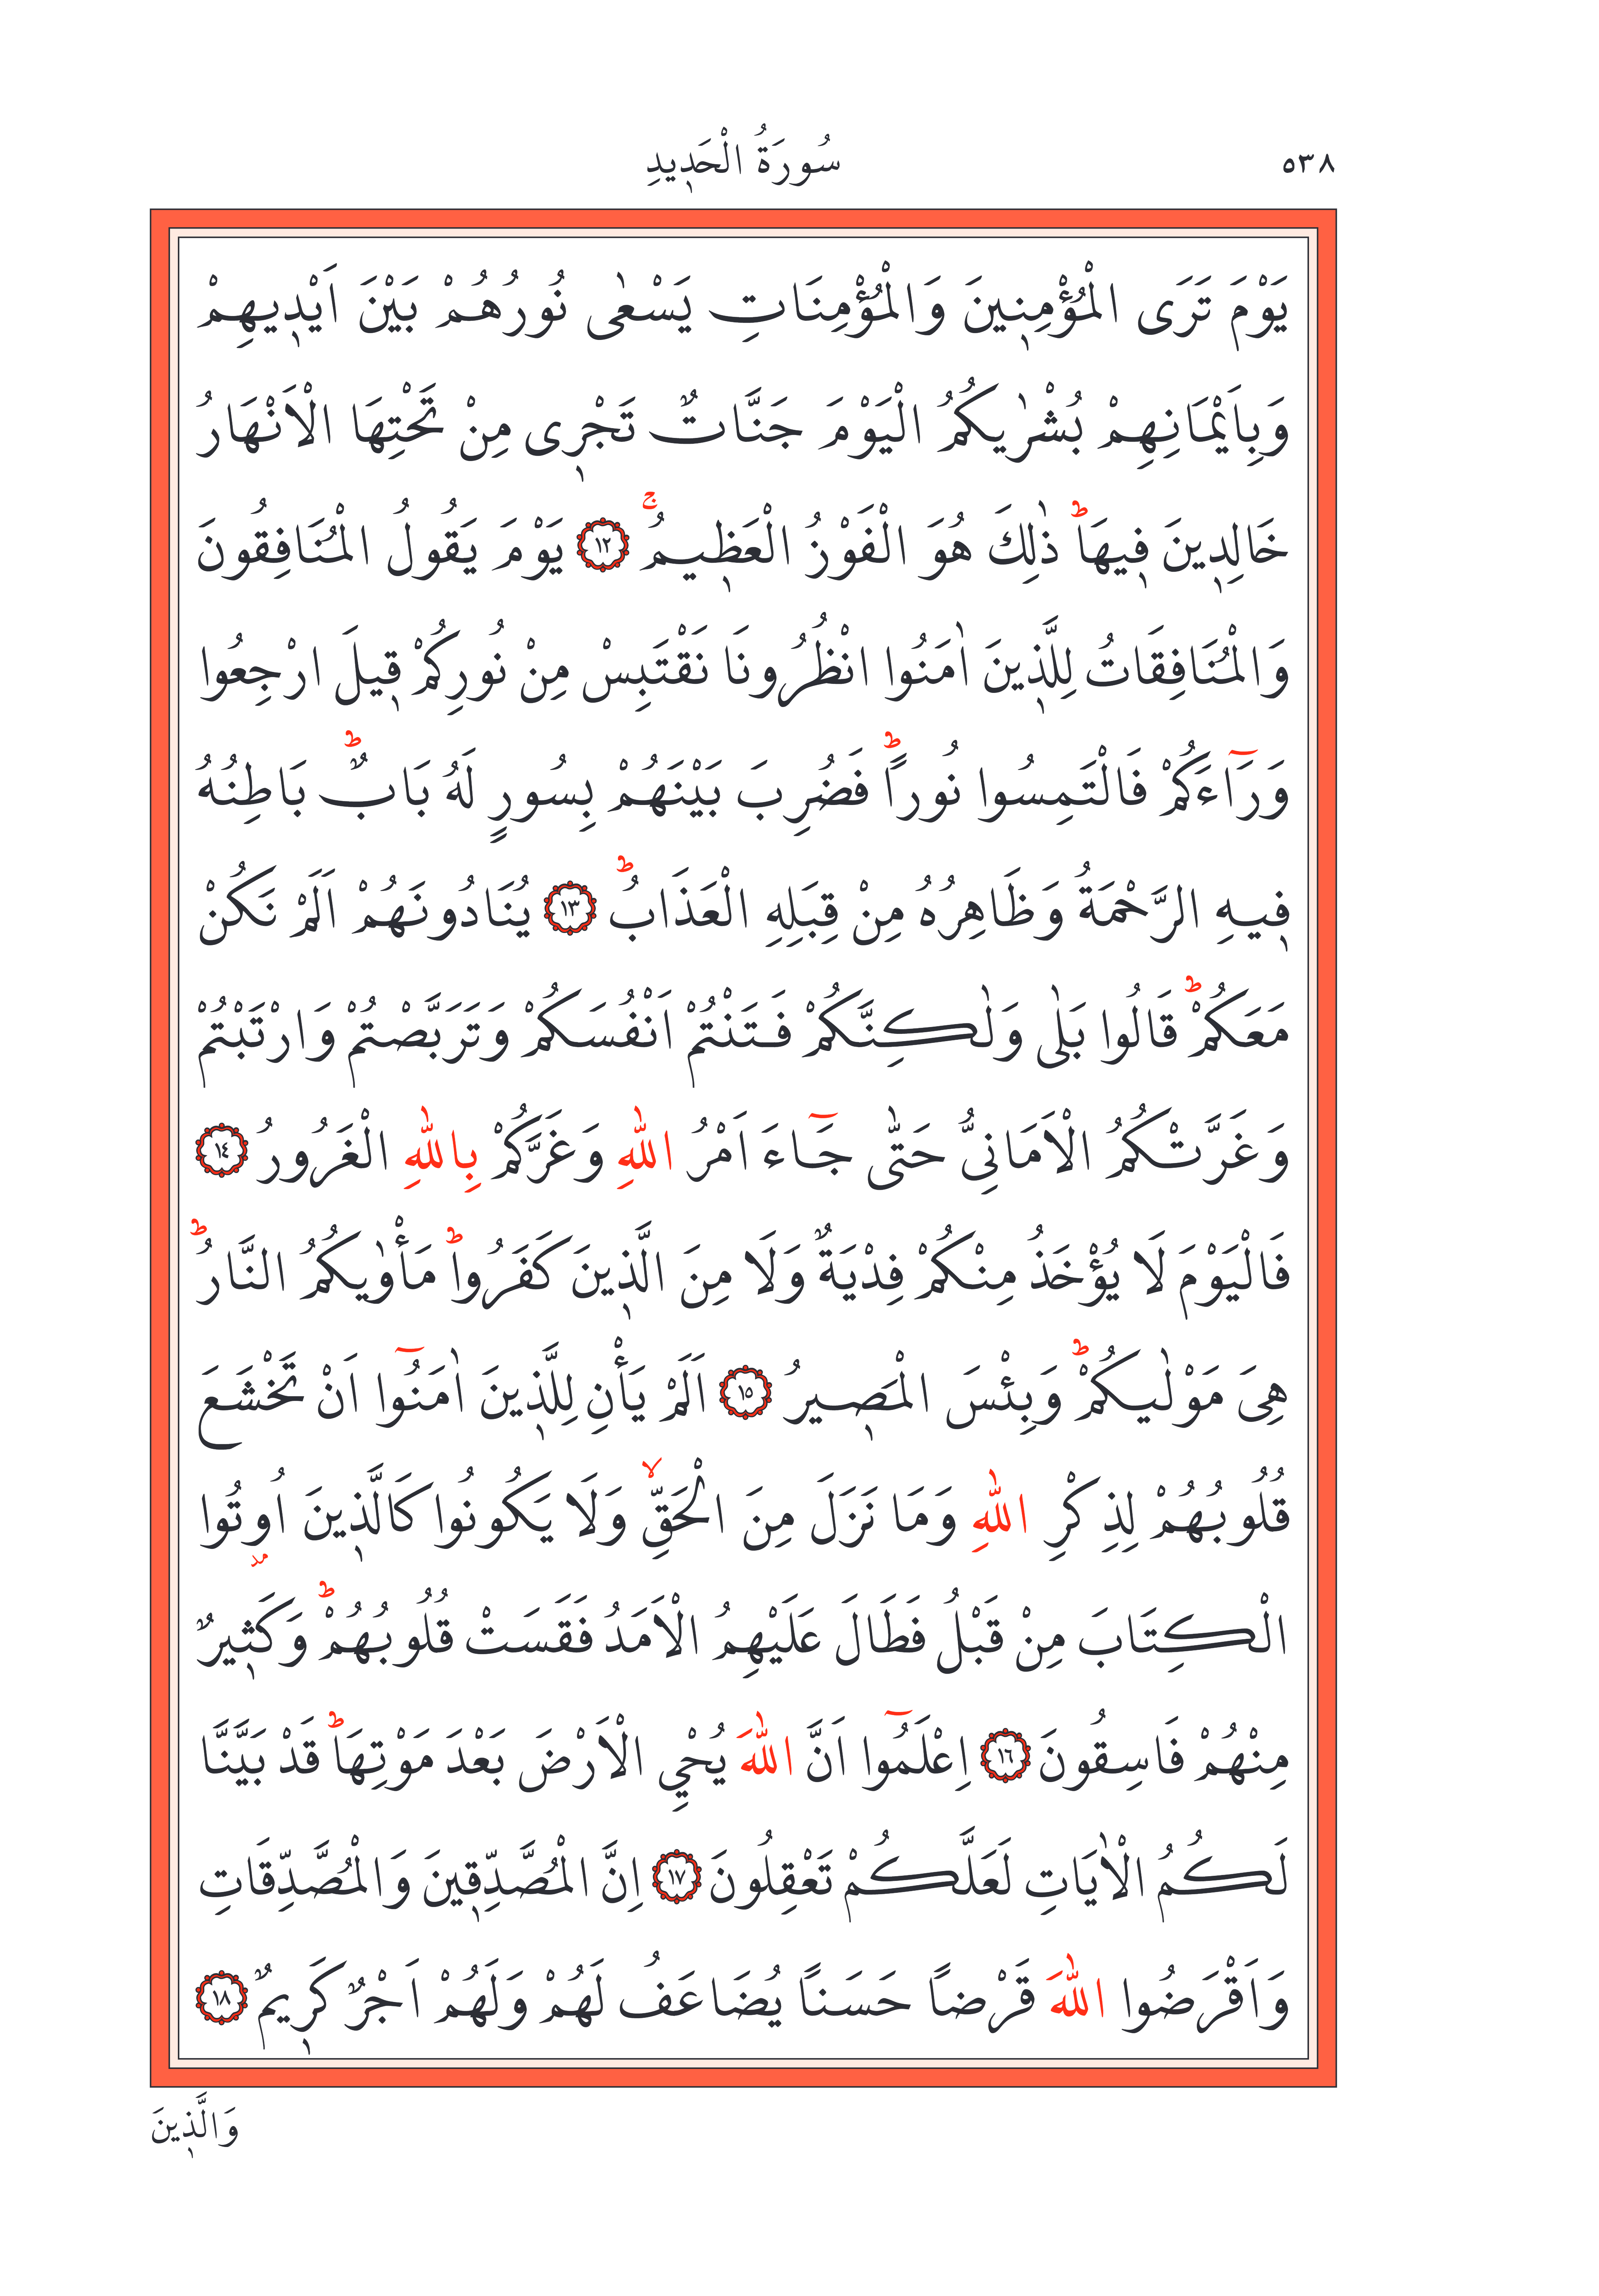 ٥٣٨
سُورَةُ الْحَدٖيدِ
يَوْمَ تَرَى الْمُؤْمِنٖينَ وَالْمُؤْمِنَاتِ يَسْعٰى نُورُهُمْ بَيْنَ اَيْدٖيهِمْ
وَبِاَيْمَانِهِمْ بُشْرٰيكُمُ الْيَوْمَ جَنَّاتٌ تَجْرٖى مِنْ تَحْتِهَا الْاَنْهَارُ
خَالِدٖينَ فٖيهَاؕ ذٰلِكَ هُوَ الْفَوْزُ الْعَظٖيمُۚ ﴿١٢﴾ يَوْمَ يَقُولُ الْمُنَافِقُونَ
وَالْمُنَافِقَاتُ لِلَّذٖينَ اٰمَنُوا انْظُرُونَا نَقْتَبِسْ مِنْ نُورِكُمْ قٖيلَ ارْجِعُوا
وَرَٓاءَكُمْ فَالْتَمِسُوا نُوراًؕ فَضُرِبَ بَيْنَهُمْ بِسُورٍ لَهُ بَابٌؕ بَاطِنُهُ
فٖيهِ الرَّحْمَةُ وَظَاهِرُهُ مِنْ قِبَلِهِ الْعَذَابُؕ ﴿١٣﴾ يُنَادُونَهُمْ اَلَمْ نَكُنْ
مَعَكُمْؕ قَالُوا بَلٰى وَلٰكِنَّكُمْ فَتَنْتُمْ اَنْفُسَكُمْ وَتَرَبَّصْتُمْ وَارْتَبْتُمْ
وَغَرَّتْكُمُ الْاَمَانِىُّ حَتّٰى جَٓاءَ اَمْرُ اللّٰهِ وَغَرَّكُمْ بِاللّٰهِ الْغَرُورُ ﴿١٤﴾
فَالْيَوْمَ لَا يُؤْخَذُ مِنْكُمْ فِدْيَةٌ وَلَا مِنَ الَّذٖينَ كَفَرُواؕ مَأْوٰيكُمُ النَّارُؕ
هِىَ مَوْلٰيكُمْؕ وَبِئْسَ الْمَصٖيرُ ﴿١٥﴾ اَلَمْ يَأْنِ لِلَّذٖينَ اٰمَنُٓوا اَنْ تَخْشَعَ
قُلُوبُهُمْ لِذِكْرِ اللّٰهِ وَمَا نَزَلَ مِنَ الْحَقِّۙ وَلَا يَكُونُوا كَالَّذٖينَ اُوتُوا
الْكِتَابَ مِنْ قَبْلُ فَطَالَ عَلَيْهِمُ الْاَمَدُ فَقَسَتْ قُلُوبُهُمْؕ وَكَثٖيرٌ
مِنْهُمْ فَاسِقُونَ ﴿١٦﴾ اِعْلَمُٓوا اَنَّ اللّٰهَ يُحْيِ الْاَرْضَ بَعْدَ مَوْتِهَاؕ قَدْ بَيَّنَّا
لَكُمُ الْاٰيَاتِ لَعَلَّكُمْ تَعْقِلُونَ ﴿١٧﴾ اِنَّ الْمُصَّدِّقٖينَ وَالْمُصَّدِّقَاتِ
وَاَقْرَضُوا اللّٰهَ قَرْضاً حَسَناً يُضَاعَفُ لَهُمْ وَلَهُمْ اَجْرٌ كَرٖيمٌ ﴿١٨﴾
وَالَّذٖينَ